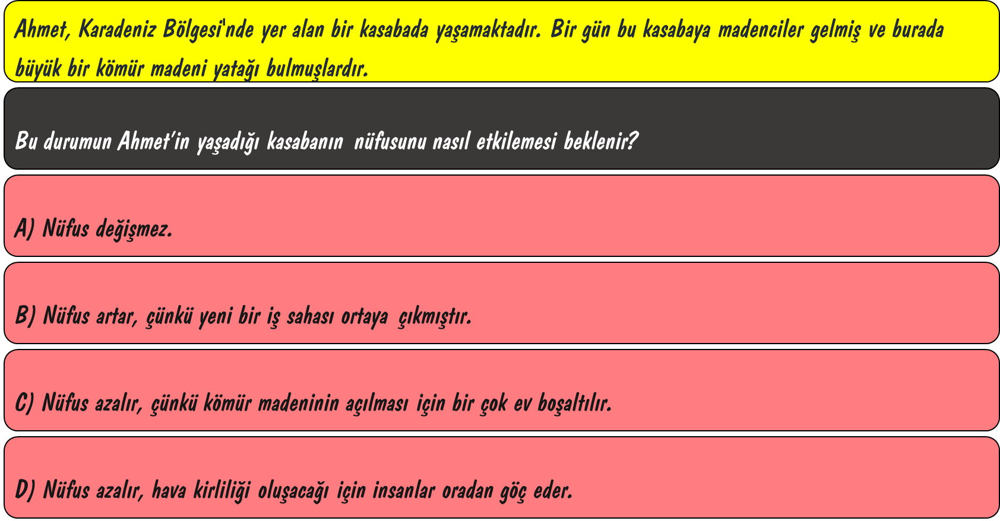 Ahmet, Karadeniz Bölgesi'nde yer alan bir kasabada yaşamaktadır. Bir gün bu kasabaya madenciler gelmiş ve burada
büyük bir kömür madeni yatağı bulmuşlardır.
Bu durumun Ahmet’in yaşadığı kasabanın nüfusunu nasıl etkilemesi beklenir?
A) Nüfus değişmez.
B) Nüfus artar, çünkü yeni bir iş sahası ortaya çıkmıştır.
C) Nüfus azalır, çünkü kömür madeninin açılması için bir çok ev boşaltılır.
D) Nüfus azalır, hava kirliliği oluşacağı için insanlar oradan göç eder.